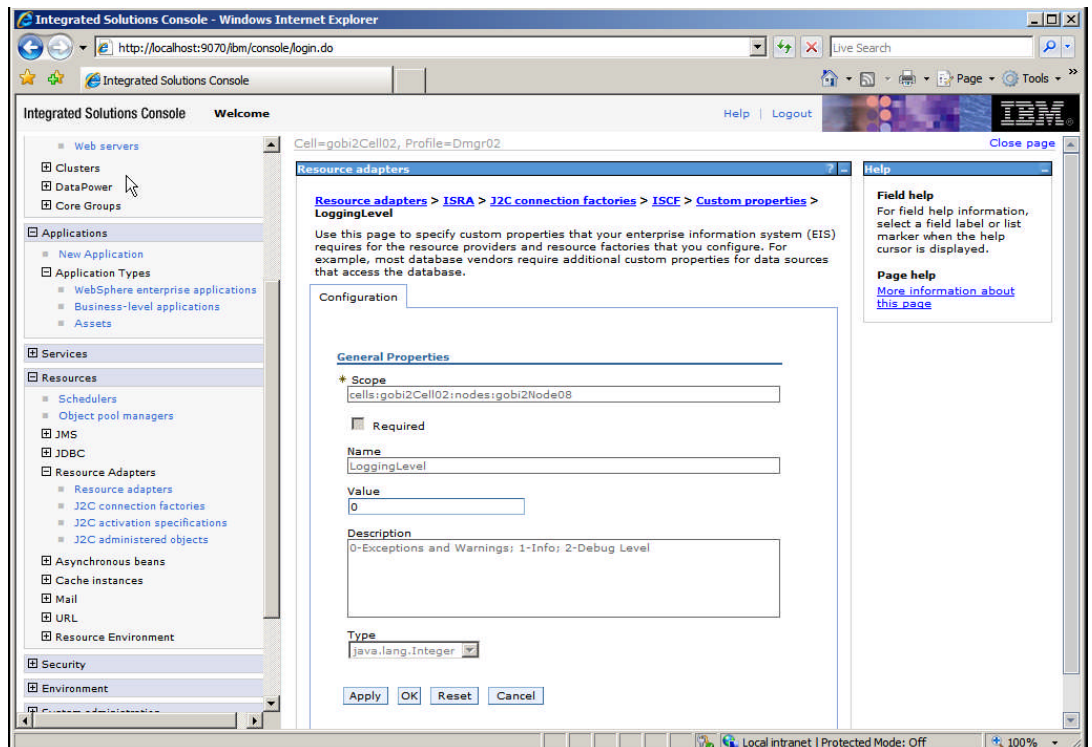 Integrated Solutions Console - Windows Internet Explorer
http://localhost:9070/ibm/console/login.do
Live Search
Integrated Solutions Console
Page
Tools
Integrated Solutions Console Welcome
Help | Logout
IBM
Web servers
Clusters
DataPower
Core Groups
Applications
New Application
Application Types
WebSphere enterprise applications
Business-level applications
Assets
Services
Resources
Schedulers
Object pool managers
JMS
JDBC
Resource Adapters
Resource adapters
J2C connection factories
J2C activation specifications
J2C administered objects
Asynchronous beans
Cache instances
Mail
URL
Resource Environment
Security
Environment
Cell=gobi2Cell02, Profile=Dmgr02
Close page
Resource adapters
Resource adapters > ISRA > J2C connection factories > ISCF > Custom properties >
LoggingLevel
Use this page to specify custom properties that your enterprise information system (EIS)
requires for the resource providers and resource factories that you configure. For
example, most database vendors require additional custom properties for data sources
that access the database.
Configuration
General Properties
Scope
cells:gobi2Cell02:nodes:gobi2Node08
Required
Name
LoggingLevel
Value
0
Description
0-Exceptions and Warnings; 1-Info; 2-Debug Level
Type
java.lang.Integer
Apply OK Reset Cancel
Help
Field help
For field help information,
select a field label or list
marker when the help
cursor is displayed.
Page help
More information about
this page
Local intranet | Protected Mode: Off
100%